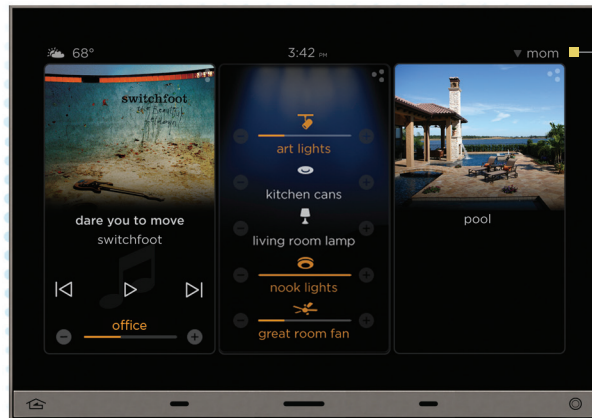 68°
3:42 PM
mom
switchfoot
dare you to move
switchfoot
office
art lights
kitchen cans
living room lamp
nook lights
great room fan
pool